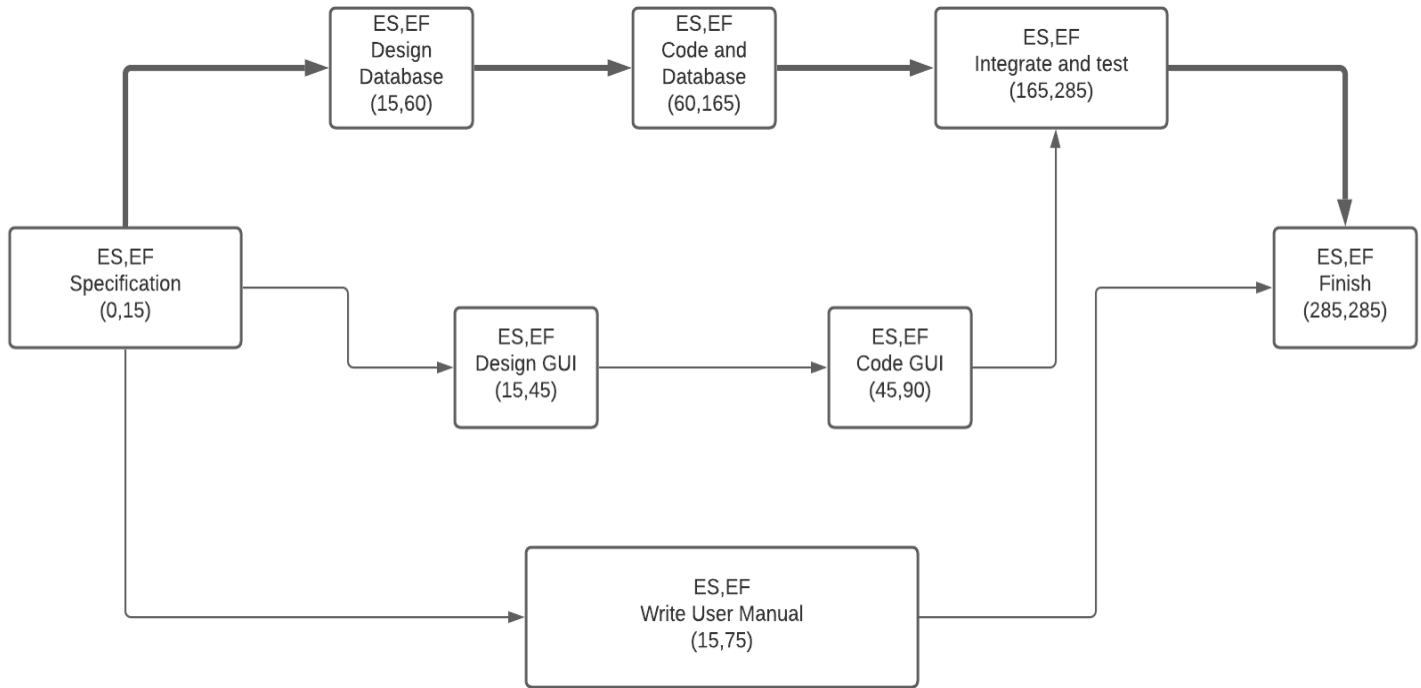 ES,EF
Design
Database
(15,60)
ES,EF
Code and
Database
(60,165)
ES,EF
Integrate and test
(165,285)
ES,EF
Specification
(0,15)
ES,EF
Finish
(285,285)
ES,EF
Design GUI
(15,45)
ES,EF
Code GUI
(45,90)
ES,EF
Write User Manual
(15,75)